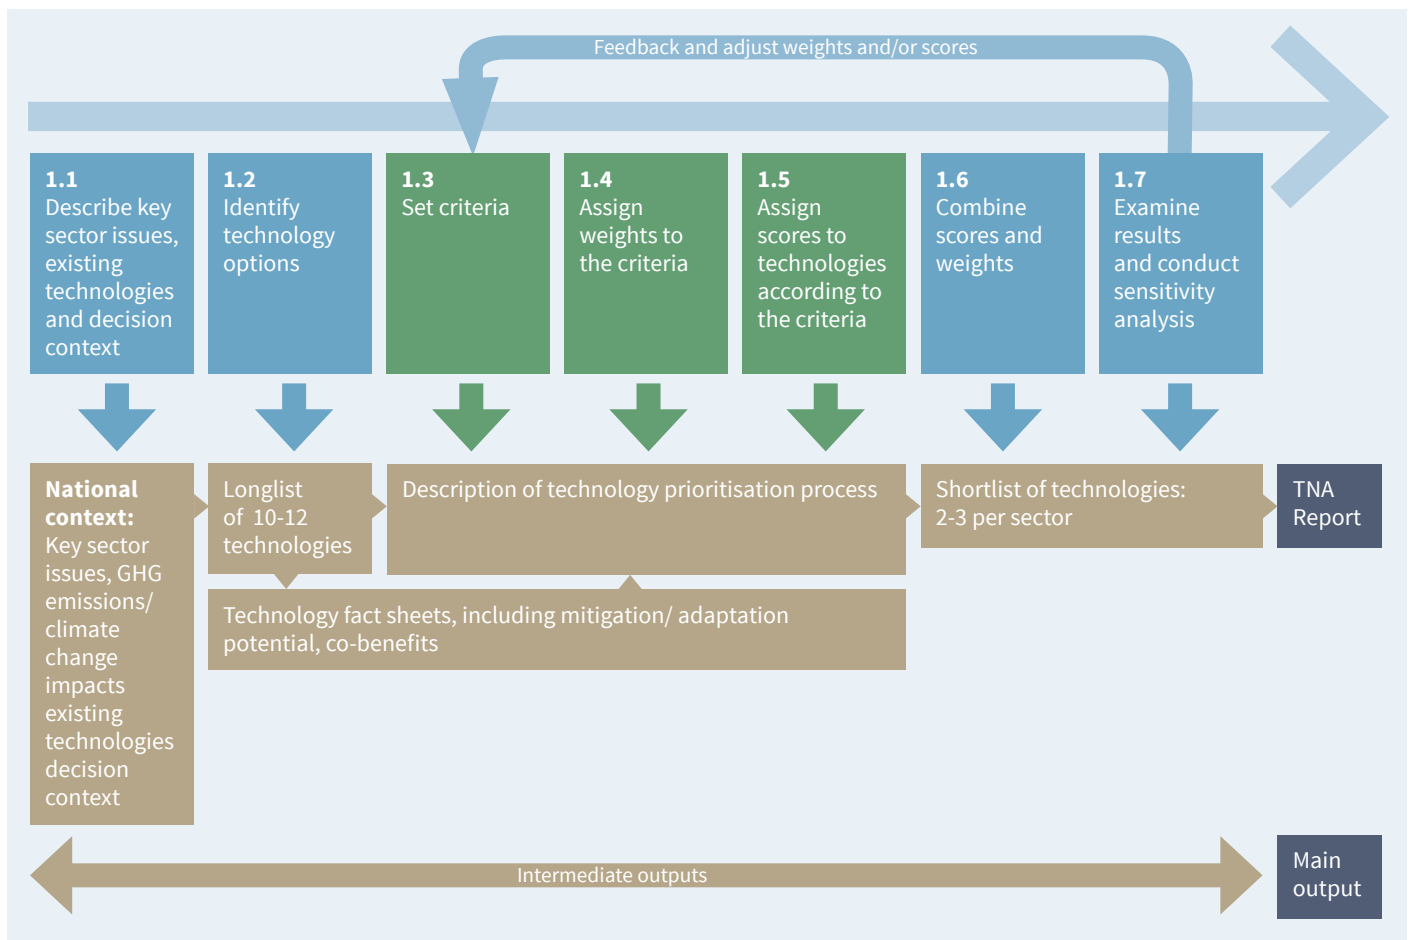 Feedback and adjust weights and/or scores
1.1
Describe key
sector issues,
existing
technologies
and decision
context
1.2
Identify
technology
options
1.3
Set criteria
1.4
Assign
weights to
the criteria
1.5
Assign
scores to
technologies
according to
the criteria
1.6
Combine
scores and
weights
1.7
Examine
results
and conduct
sensitivity
analysis
National
context:
Key sector
issues, GHG
emissions/
climate
change
impacts
existing
technologies
decision
context
Longlist
of 10-12
technologies
Description of technology prioritisation process
Shortlist of technologies:
2-3 per sector
TNA
Report
Technology fact sheets, including mitigation/ adaptation
potential, co-benefits
Intermediate outputs
Main
output